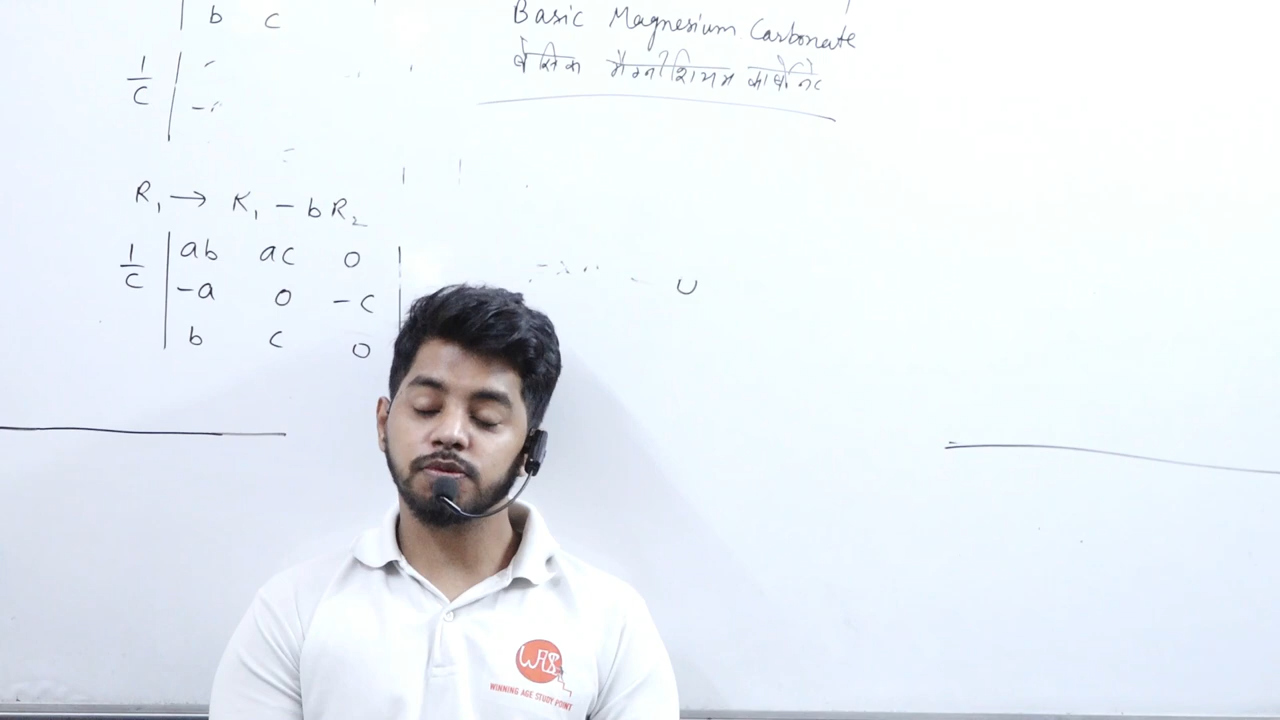 b c
Basic Magnesium Carbonate
बेसिक मैग्नीशियम कार्बोनेट
1/C
R₁ → R₁ - bR₂
1/C | ab ac 0 |
-a 0 -c
b c 0
WAS
WINNING AGE STUDY POINT